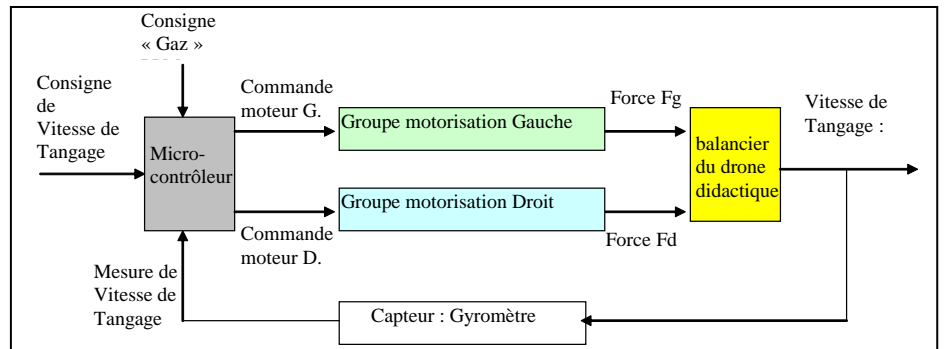 Consigne
« Gaz »
Consigne
de
Vitesse de
Tangage
Commande
moteur G.
Groupe motorisation Gauche
Force Fg
Vitesse de
Tangage :
Micro-
contrôleur
balancier
du drone
didactique
Groupe motorisation Droit
Commande
moteur D.
Force Fd
Mesure de
Vitesse de
Tangage
Capteur : Gyromètre